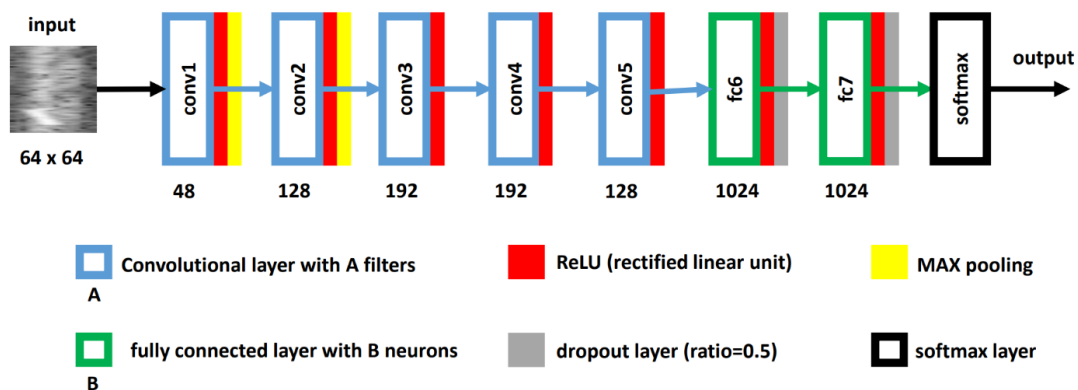 input
64 x 64
conv1
48
conv2
128
conv3
192
conv4
192
conv5
128
fc6
1024
fc7
1024
softmax
output
Convolutional layer with A filters
A
ReLU (rectified linear unit)
MAX pooling
fully connected layer with B neurons
B
dropout layer (ratio=0.5)
softmax layer